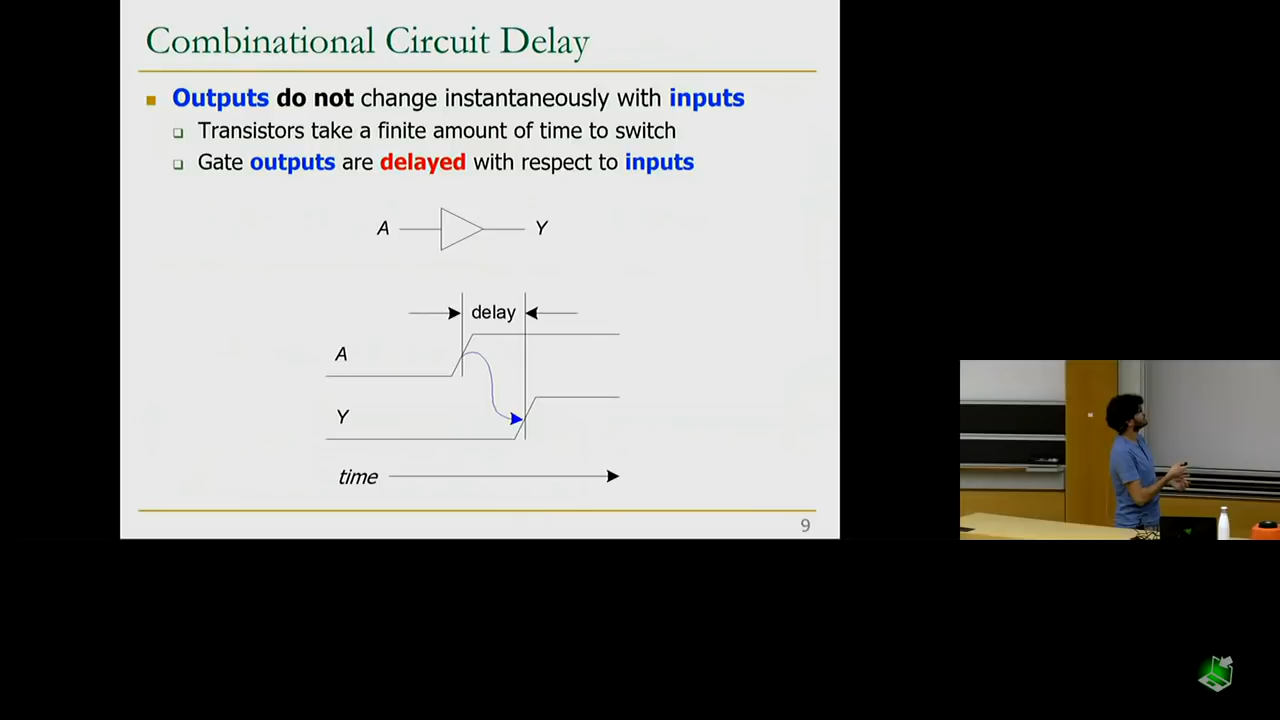 Combinational Circuit Delay
Outputs do not change instantaneously with inputs
Transistors take a finite amount of time to switch
Gate outputs are delayed with respect to inputs
A Y
delay
A
Y
time
9